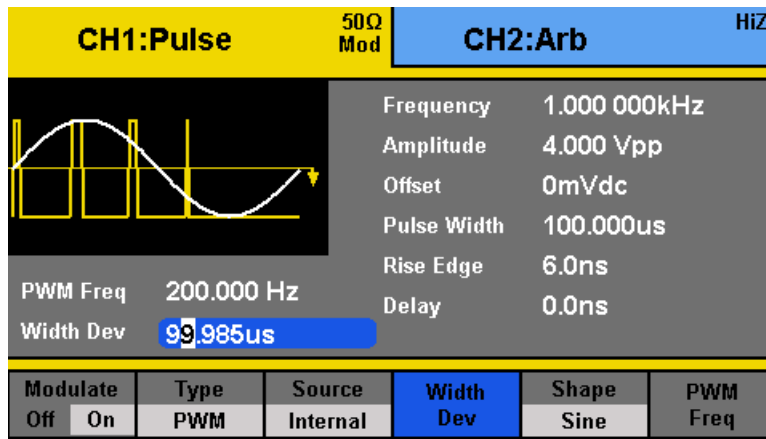 CH1:Pulse
50Ω
Mod
CH2:Arb
HiZ
Frequency 1.000 000kHz
Amplitude 4.000 Vpp
Offset 0mVdc
Pulse Width 100.000us
Rise Edge 6.0ns
Delay 0.0ns
PWM Freq 200.000 Hz
Width Dev 99.985us
Modulate Type Source Width Shape PWM
Off On PWM Internal Dev Sine Freq